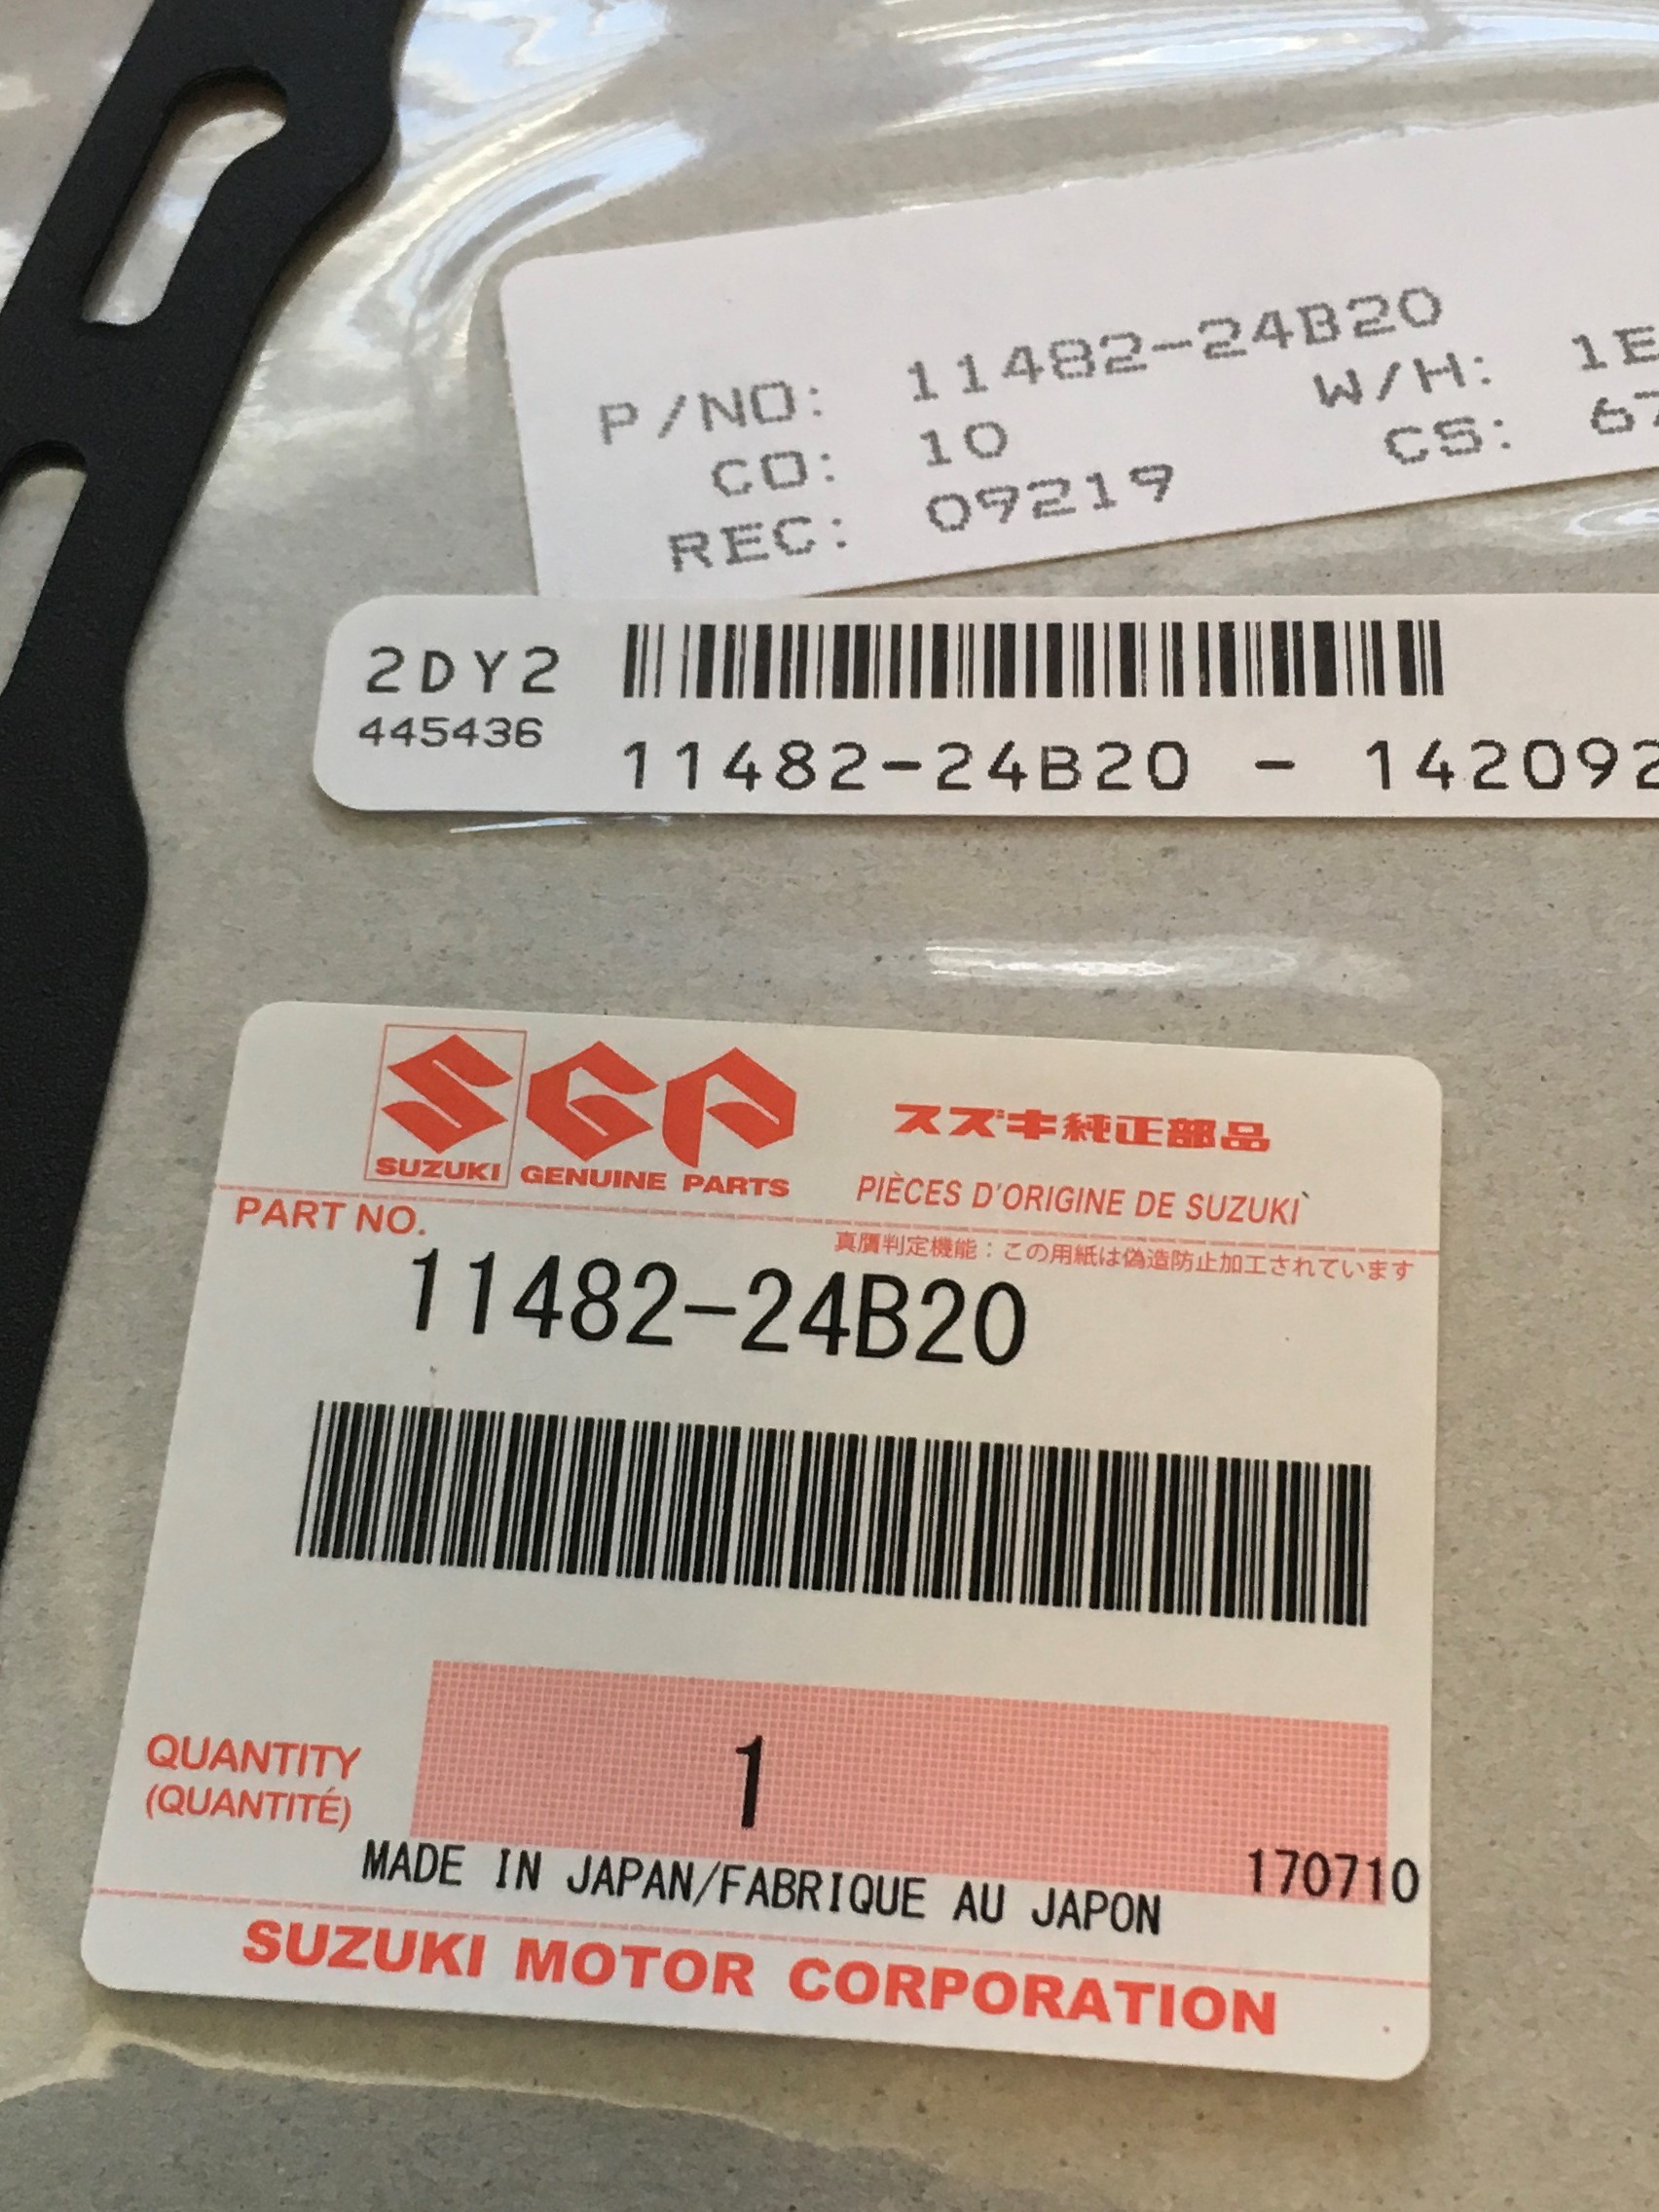 P/NO: 11482-24B20 W/H: 1E
CO: 10 CS: 67
REC: 09219
2DY2
445436
11482-24B20 - 142092
SGP
SUZUKI GENUINE PARTS
スズキ純正部品
PIÈCES D'ORIGINE DE SUZUKI`
PART NO.
真贋判定機能：この用紙は偽造防止加工されています
11482-24B20
QUANTITY
(QUANTITÉ)
1
MADE IN JAPAN/FABRIQUE AU JAPON
170710
SUZUKI MOTOR CORPORATION